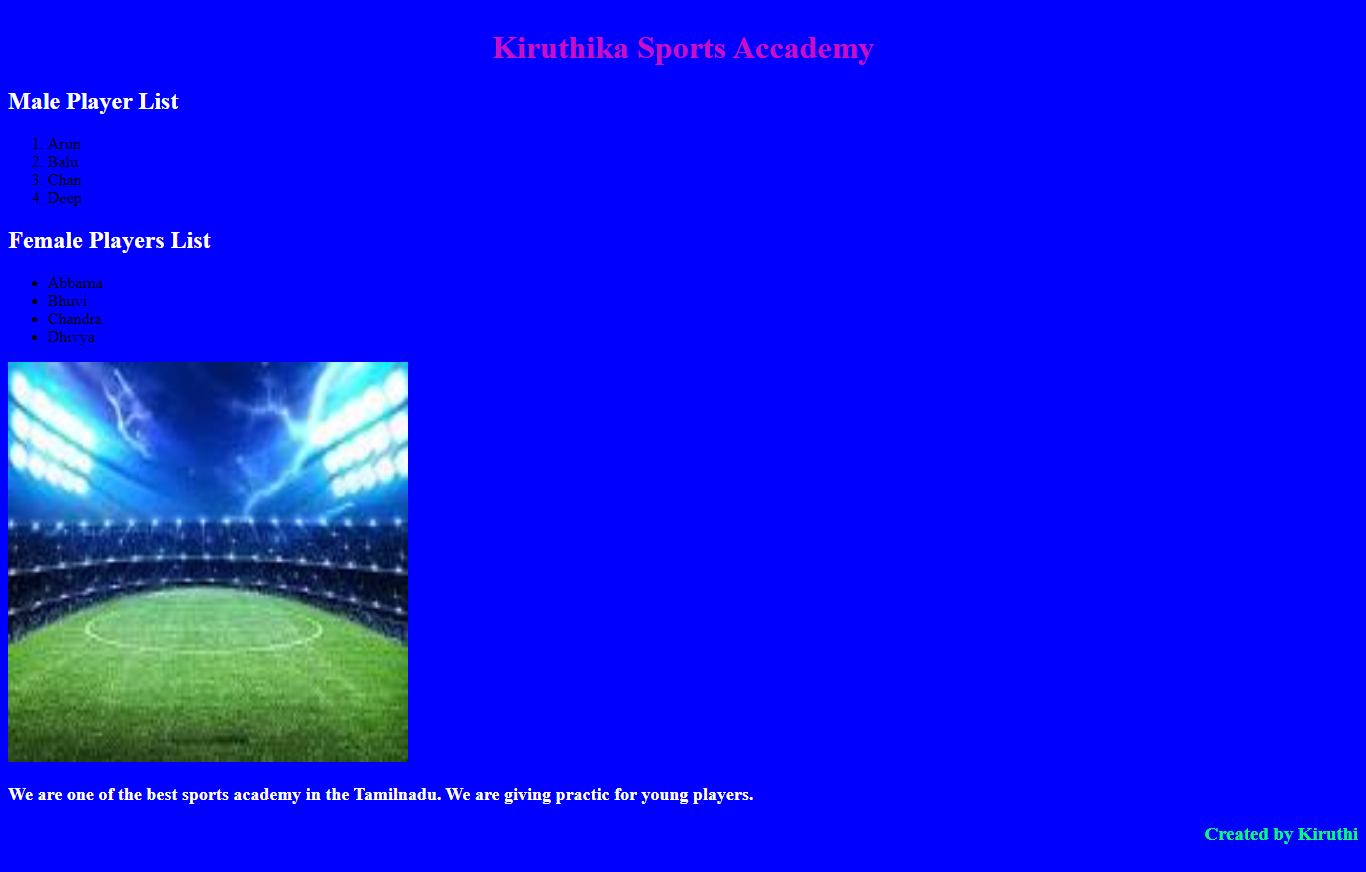 Kiruthika Sports Accademy
Male Player List
1. Arun
2. Balu
3. Chan
4. Deep
Female Players List
• Abbarna
• Bhuvi
• Chandra
• Dhivya
We are one of the best sports academy in the Tamilnadu. We are giving practic for young players.
Created by Kiruthi